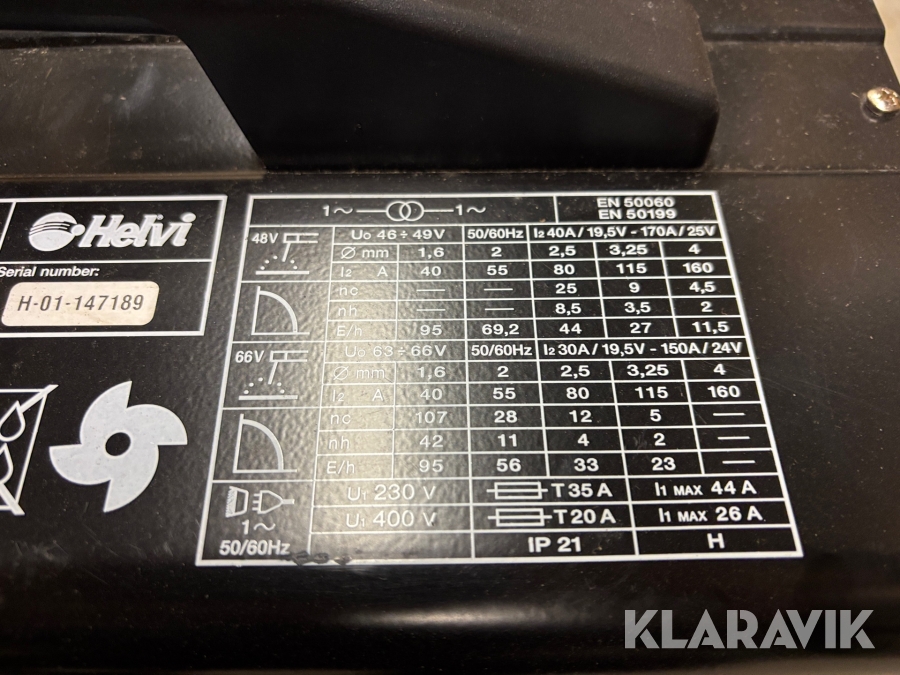 Helvi
Serial number:
H-01-147189
1~ 1~ EN 50060
EN 50199
48V Uo 46 ÷ 49V 50/60Hz I2 40A / 19,5V - 170A / 25V
Ø mm 1,6 2 2,5 3,25 4
I2 A 40 55 80 115 160
nc — — 25 9 4,5
nh — — 8,5 3,5 2
E/h 95 69,2 44 27 11,5
66V Uo 63 ÷ 66V 50/60Hz I2 30A / 19,5V - 150A / 24V
Ø mm 1,6 2 2,5 3,25 4
I2 A 40 55 80 115 160
nc 107 28 12 5 —
nh 42 11 4 2 —
E/h 95 56 33 23 —
U1 230 V T 35 A I1 MAX 44 A
1~ U1 400 V T 20 A I1 MAX 26 A
50/60Hz IP 21 H
KLARAVIK